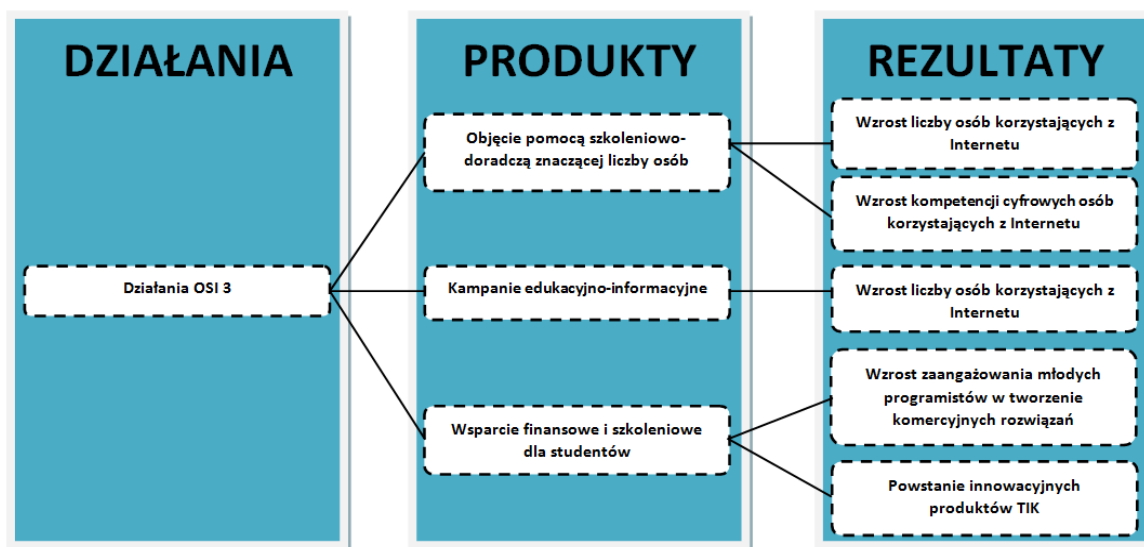 DZIAŁANIA
Działania OSI 3
PRODUKTY
Objęcie pomocą szkoleniowo-
doradczą znaczącej liczby osób
Kampanie edukacyjno-informacyjne
Wsparcie finansowe i szkoleniowe
dla studentów
REZULTATY
Wzrost liczby osób korzystających z
Internetu
Wzrost kompetencji cyfrowych osób
korzystających z Internetu
Wzrost liczby osób korzystających z
Internetu
Wzrost zaangażowania młodych
programistów w tworzenie
komercyjnych rozwiązań
Powstanie innowacyjnych
produktów TIK